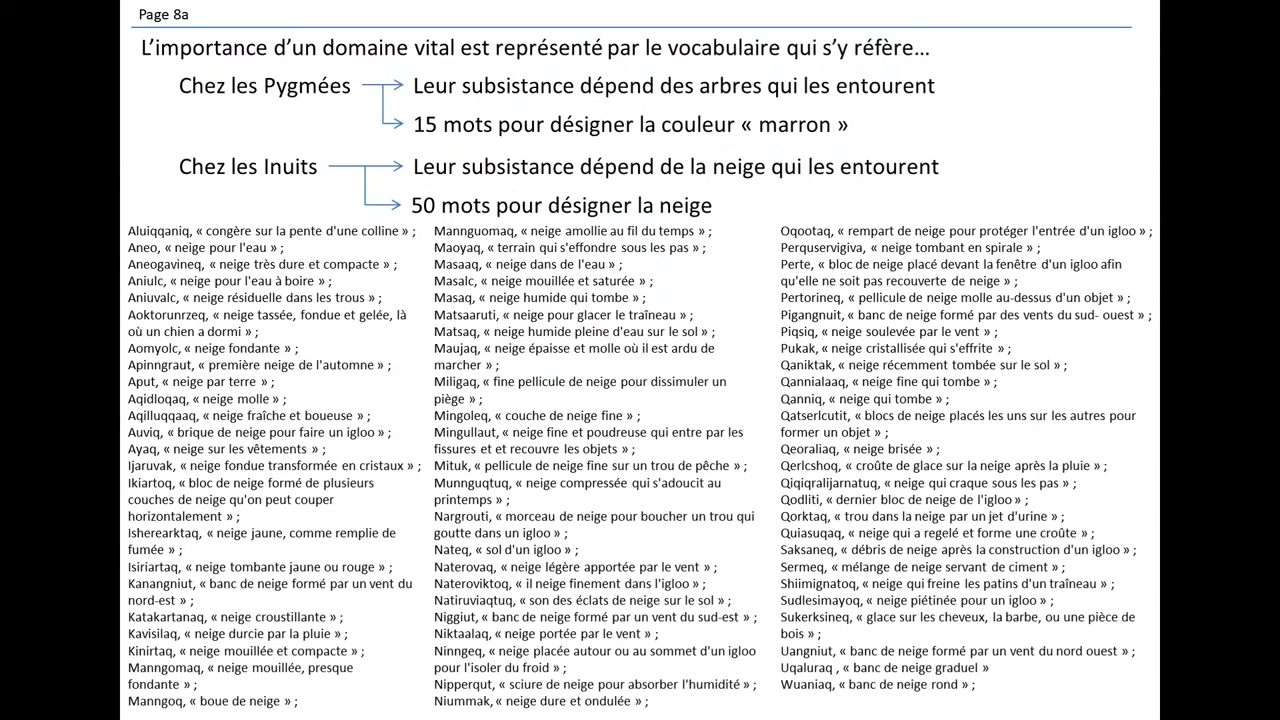 Page 8a
L’importance d’un domaine vital est représenté par le vocabulaire qui s’y réfère…
Chez les Pygmées
Leur subsistance dépend des arbres qui les entourent
15 mots pour désigner la couleur « marron »
Chez les Inuits
Leur subsistance dépend de la neige qui les entourent
50 mots pour désigner la neige
Aluiqqaniq, « congère sur la pente d'une colline » ;
Aneo, « neige pour l'eau » ;
Aneogavineq, « neige très dure et compacte » ;
Aniulc, « neige pour l'eau à boire » ;
Aniuvalc, « neige résiduelle dans les trous » ;
Aoktorunrzeq, « neige tassée, fondue et gelée, là
où un chien a dormi » ;
Aomyolc, « neige fondante » ;
Apinngraut, « première neige de l'automne » ;
Aput, « neige par terre » ;
Aqidloqaq, « neige molle » ;
Aqilluqqaaq, « neige fraîche et boueuse » ;
Auviq, « brique de neige pour faire un igloo » ;
Ayaq, « neige sur les vêtements » ;
Ijaruvak, « neige fondue transformée en cristaux » ;
Ikiartoq, « bloc de neige formé de plusieurs
couches de neige qu'on peut couper
horizontalement » ;
Isherearktaq, « neige jaune, comme remplie de
fumée » ;
Isiriartaq, « neige tombante jaune ou rouge » ;
Kanangniut, « banc de neige formé par un vent du
nord-est » ;
Katakartanaq, « neige croustillante » ;
Kavisilaq, « neige durcie par la pluie » ;
Kinirtaq, « neige mouillée et compacte » ;
Manngomaq, « neige mouillée, presque
fondante » ;
Manngoq, « boue de neige » ;
Mannguomaq, « neige amollie au fil du temps » ;
Maoyaq, « terrain qui s'effondre sous les pas » ;
Masaaq, « neige dans de l'eau » ;
Masalc, « neige mouillée et saturée » ;
Masaq, « neige humide qui tombe » ;
Matsaaruti, « neige pour glacer le traîneau » ;
Matsaq, « neige humide pleine d'eau sur le sol » ;
Maujaq, « neige épaisse et molle où il est ardu de
marcher » ;
Miligaq, « fine pellicule de neige pour dissimuler un
piège » ;
Mingoleq, « couche de neige fine » ;
Mingullaut, « neige fine et poudreuse qui entre par les
fissures et et recouvre les objets » ;
Mituk, « pellicule de neige fine sur un trou de pêche » ;
Munnguqtuq, « neige compressée qui s'adoucit au
printemps » ;
Nargrouti, « morceau de neige pour boucher un trou qui
goutte dans un igloo » ;
Nateq, « sol d'un igloo » ;
Naterovaq, « neige légère apportée par le vent » ;
Nateroviktoq, « il neige finement dans l'igloo » ;
Natiruviaqtuq, « son des éclats de neige sur le sol » ;
Niggiut, « banc de neige formé par un vent du sud-est » ;
Niktaalaq, « neige portée par le vent » ;
Ninngeq, « neige placée autour ou au sommet d'un igloo
pour l'isoler du froid » ;
Nipperqut, « sciure de neige pour absorber l'humidité » ;
Niummak, « neige dure et ondulée » ;
Oqootaq, « rempart de neige pour protéger l'entrée d'un igloo » ;
Perquservigiva, « neige tombant en spirale » ;
Perte, « bloc de neige placé devant la fenêtre d'un igloo afin
qu'elle ne soit pas recouverte de neige » ;
Pertorineq, « pellicule de neige molle au-dessus d'un objet » ;
Pigangnuit, « banc de neige formé par des vents du sud- ouest » ;
Piqsiq, « neige soulevée par le vent » ;
Pukak, « neige cristallisée qui s'effrite » ;
Qaniktak, « neige récemment tombée sur le sol » ;
Qannialaaq, « neige fine qui tombe » ;
Qanniq, « neige qui tombe » ;
Qatserlcutit, « blocs de neige placés les uns sur les autres pour
former un objet » ;
Qeoraliaq, « neige brisée » ;
Qerlcshoq, « croûte de glace sur la neige après la pluie » ;
Qiqiqralijarnatuq, « neige qui craque sous les pas » ;
Qodliti, « dernier bloc de neige de l'igloo » ;
Qorktaq, « trou dans la neige par un jet d'urine » ;
Quiasuqaq, « neige qui a regelé et forme une croûte » ;
Saksaneq, « débris de neige après la construction d'un igloo » ;
Sermeq, « mélange de neige servant de ciment » ;
Shiimignatoq, « neige qui freine les patins d'un traîneau » ;
Sudlesimayoq, « neige piétinée pour un igloo » ;
Sukerksineq, « glace sur les cheveux, la barbe, ou une pièce de
bois » ;
Uangniut, « banc de neige formé par un vent du nord ouest » ;
Uqaluraq , « banc de neige graduel »
Wuaniaq, « banc de neige rond » ;